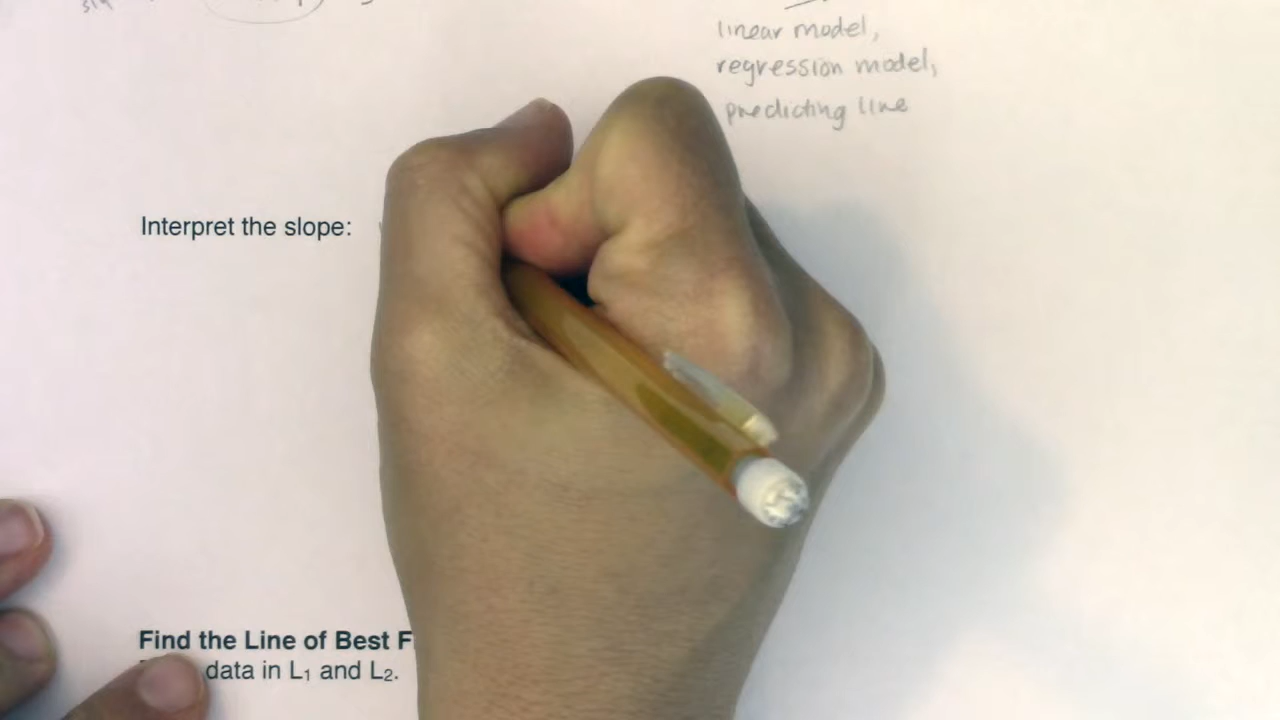 linear model,
regression model,
predicting line
Interpret the slope:
Find the Line of Best
data in L₁ and L₂.